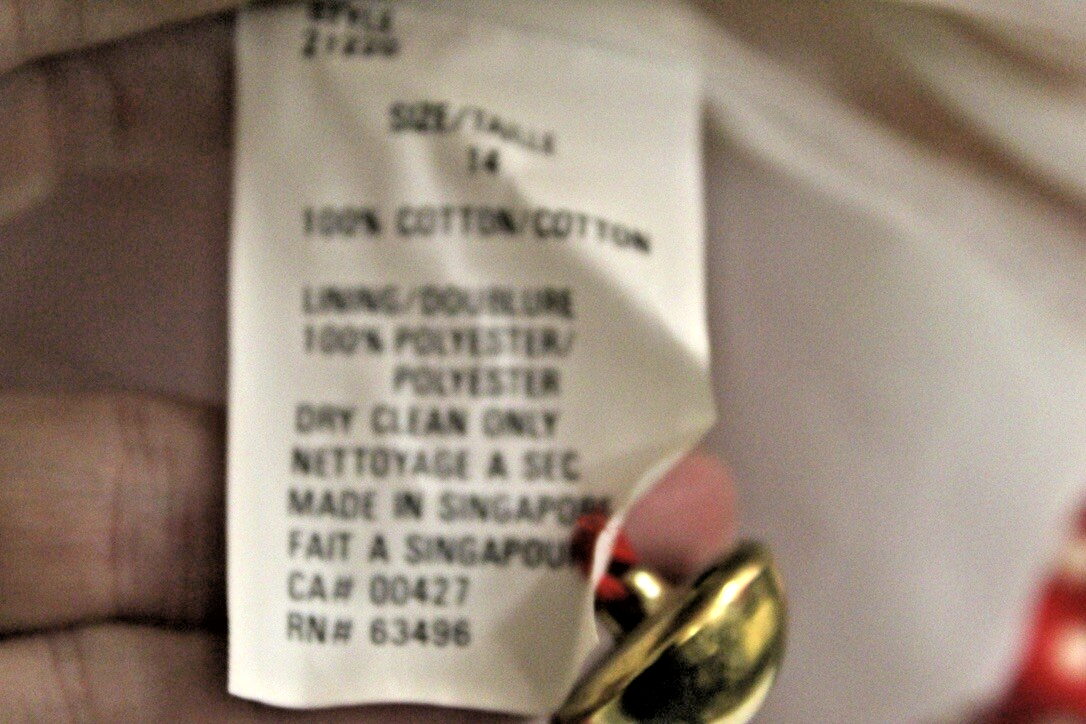 STYLE
SIZE/TAILLE
14
100% COTTON/COTTON
LINING/DOUBLURE
100% POLYESTER/
POLYESTER
DRY CLEAN ONLY
NETTOYAGE A SEC
MADE IN SINGAPORE
FAIT A SINGAPOUR
CA# 00427
RN# 63496